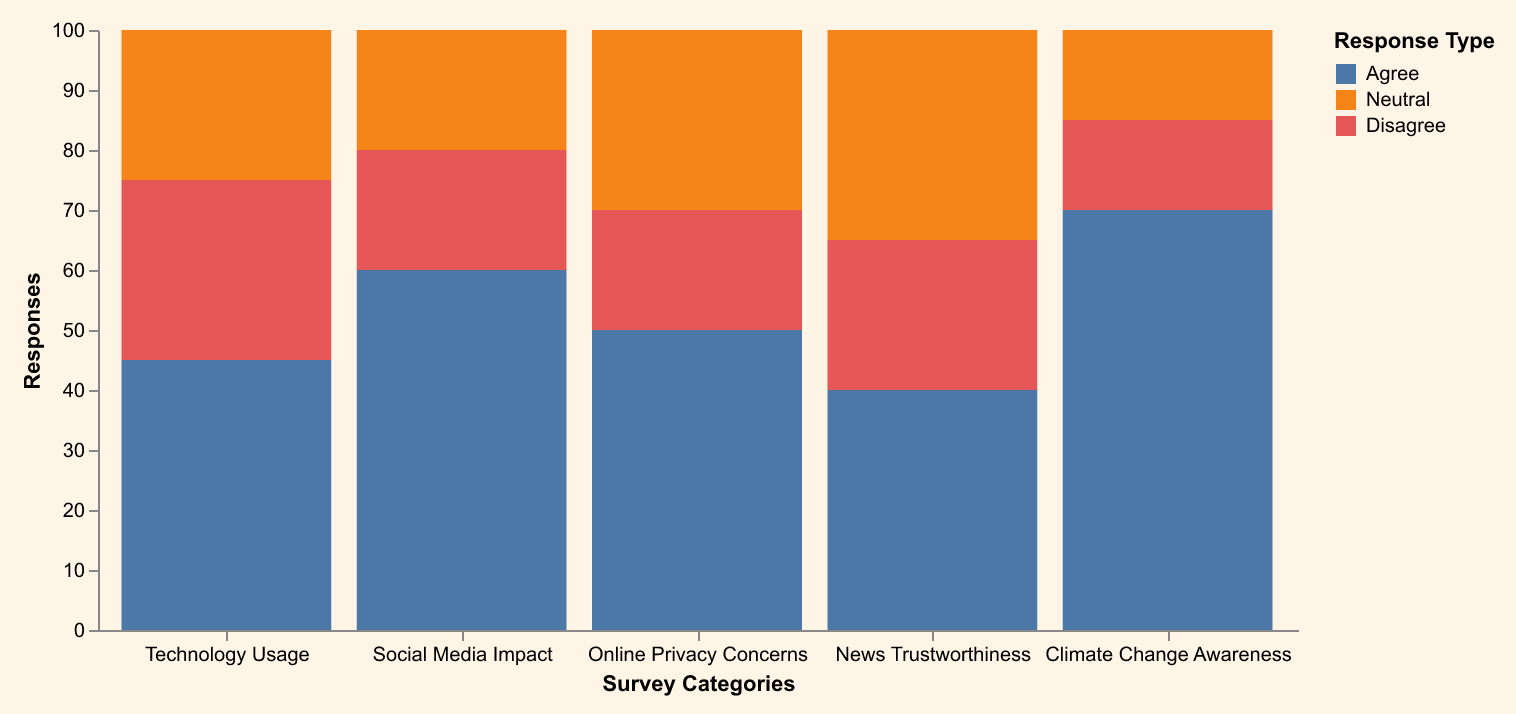 100
90
80
70
60
50
40
30
20
10
0
Responses
Technology Usage
Social Media Impact
Online Privacy Concerns
News Trustworthiness
Climate Change Awareness
Survey Categories
Response Type
Agree
Neutral
Disagree